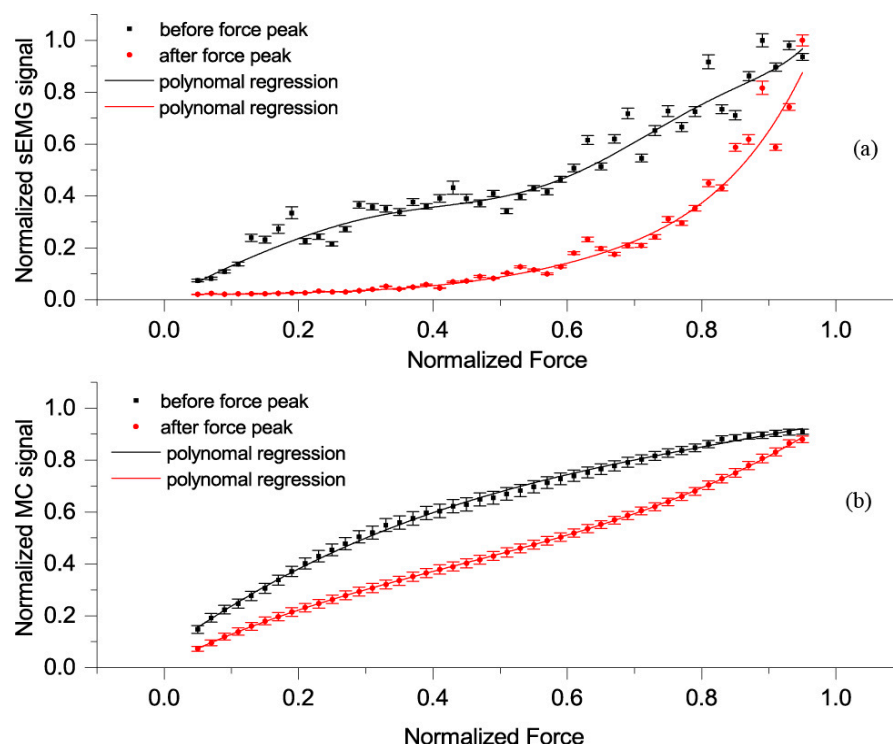 1.0
0.8
0.6
0.4
0.2
0.0
Normalized sEMG signal
before force peak
after force peak
polynomal regression
polynomal regression
(a)
0.0 0.2 0.4 0.6 0.8 1.0
Normalized Force
1.0
0.8
0.6
0.4
0.2
0.0
Normalized MC signal
before force peak
after force peak
polynomal regression
polynomal regression
(b)
0.0 0.2 0.4 0.6 0.8 1.0
Normalized Force